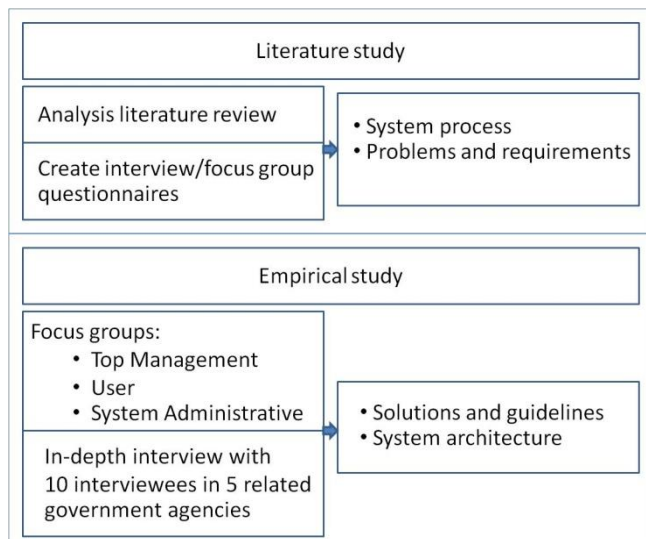 Literature study
Analysis literature review
Create interview/focus group
questionnaires
• System process
• Problems and requirements
Empirical study
Focus groups:
• Top Management
• User
• System Administrative
In-depth interview with
10 interviewees in 5 related
government agencies
• Solutions and guidelines
• System architecture